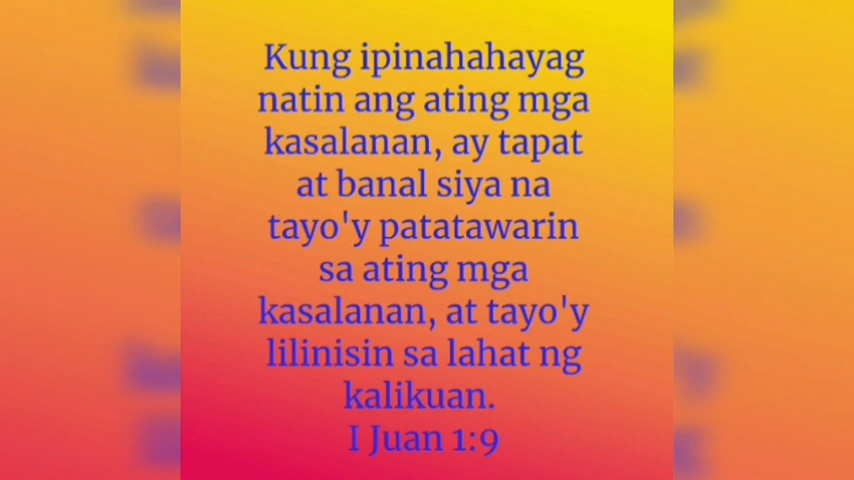 Kung ipinahahayag
natin ang ating mga
kasalanan, ay tapat
at banal siya na
tayo'y patatawarin
sa ating mga
kasalanan, at tayo'y
lilinisin sa lahat ng
kalikuan.
I Juan 1:9